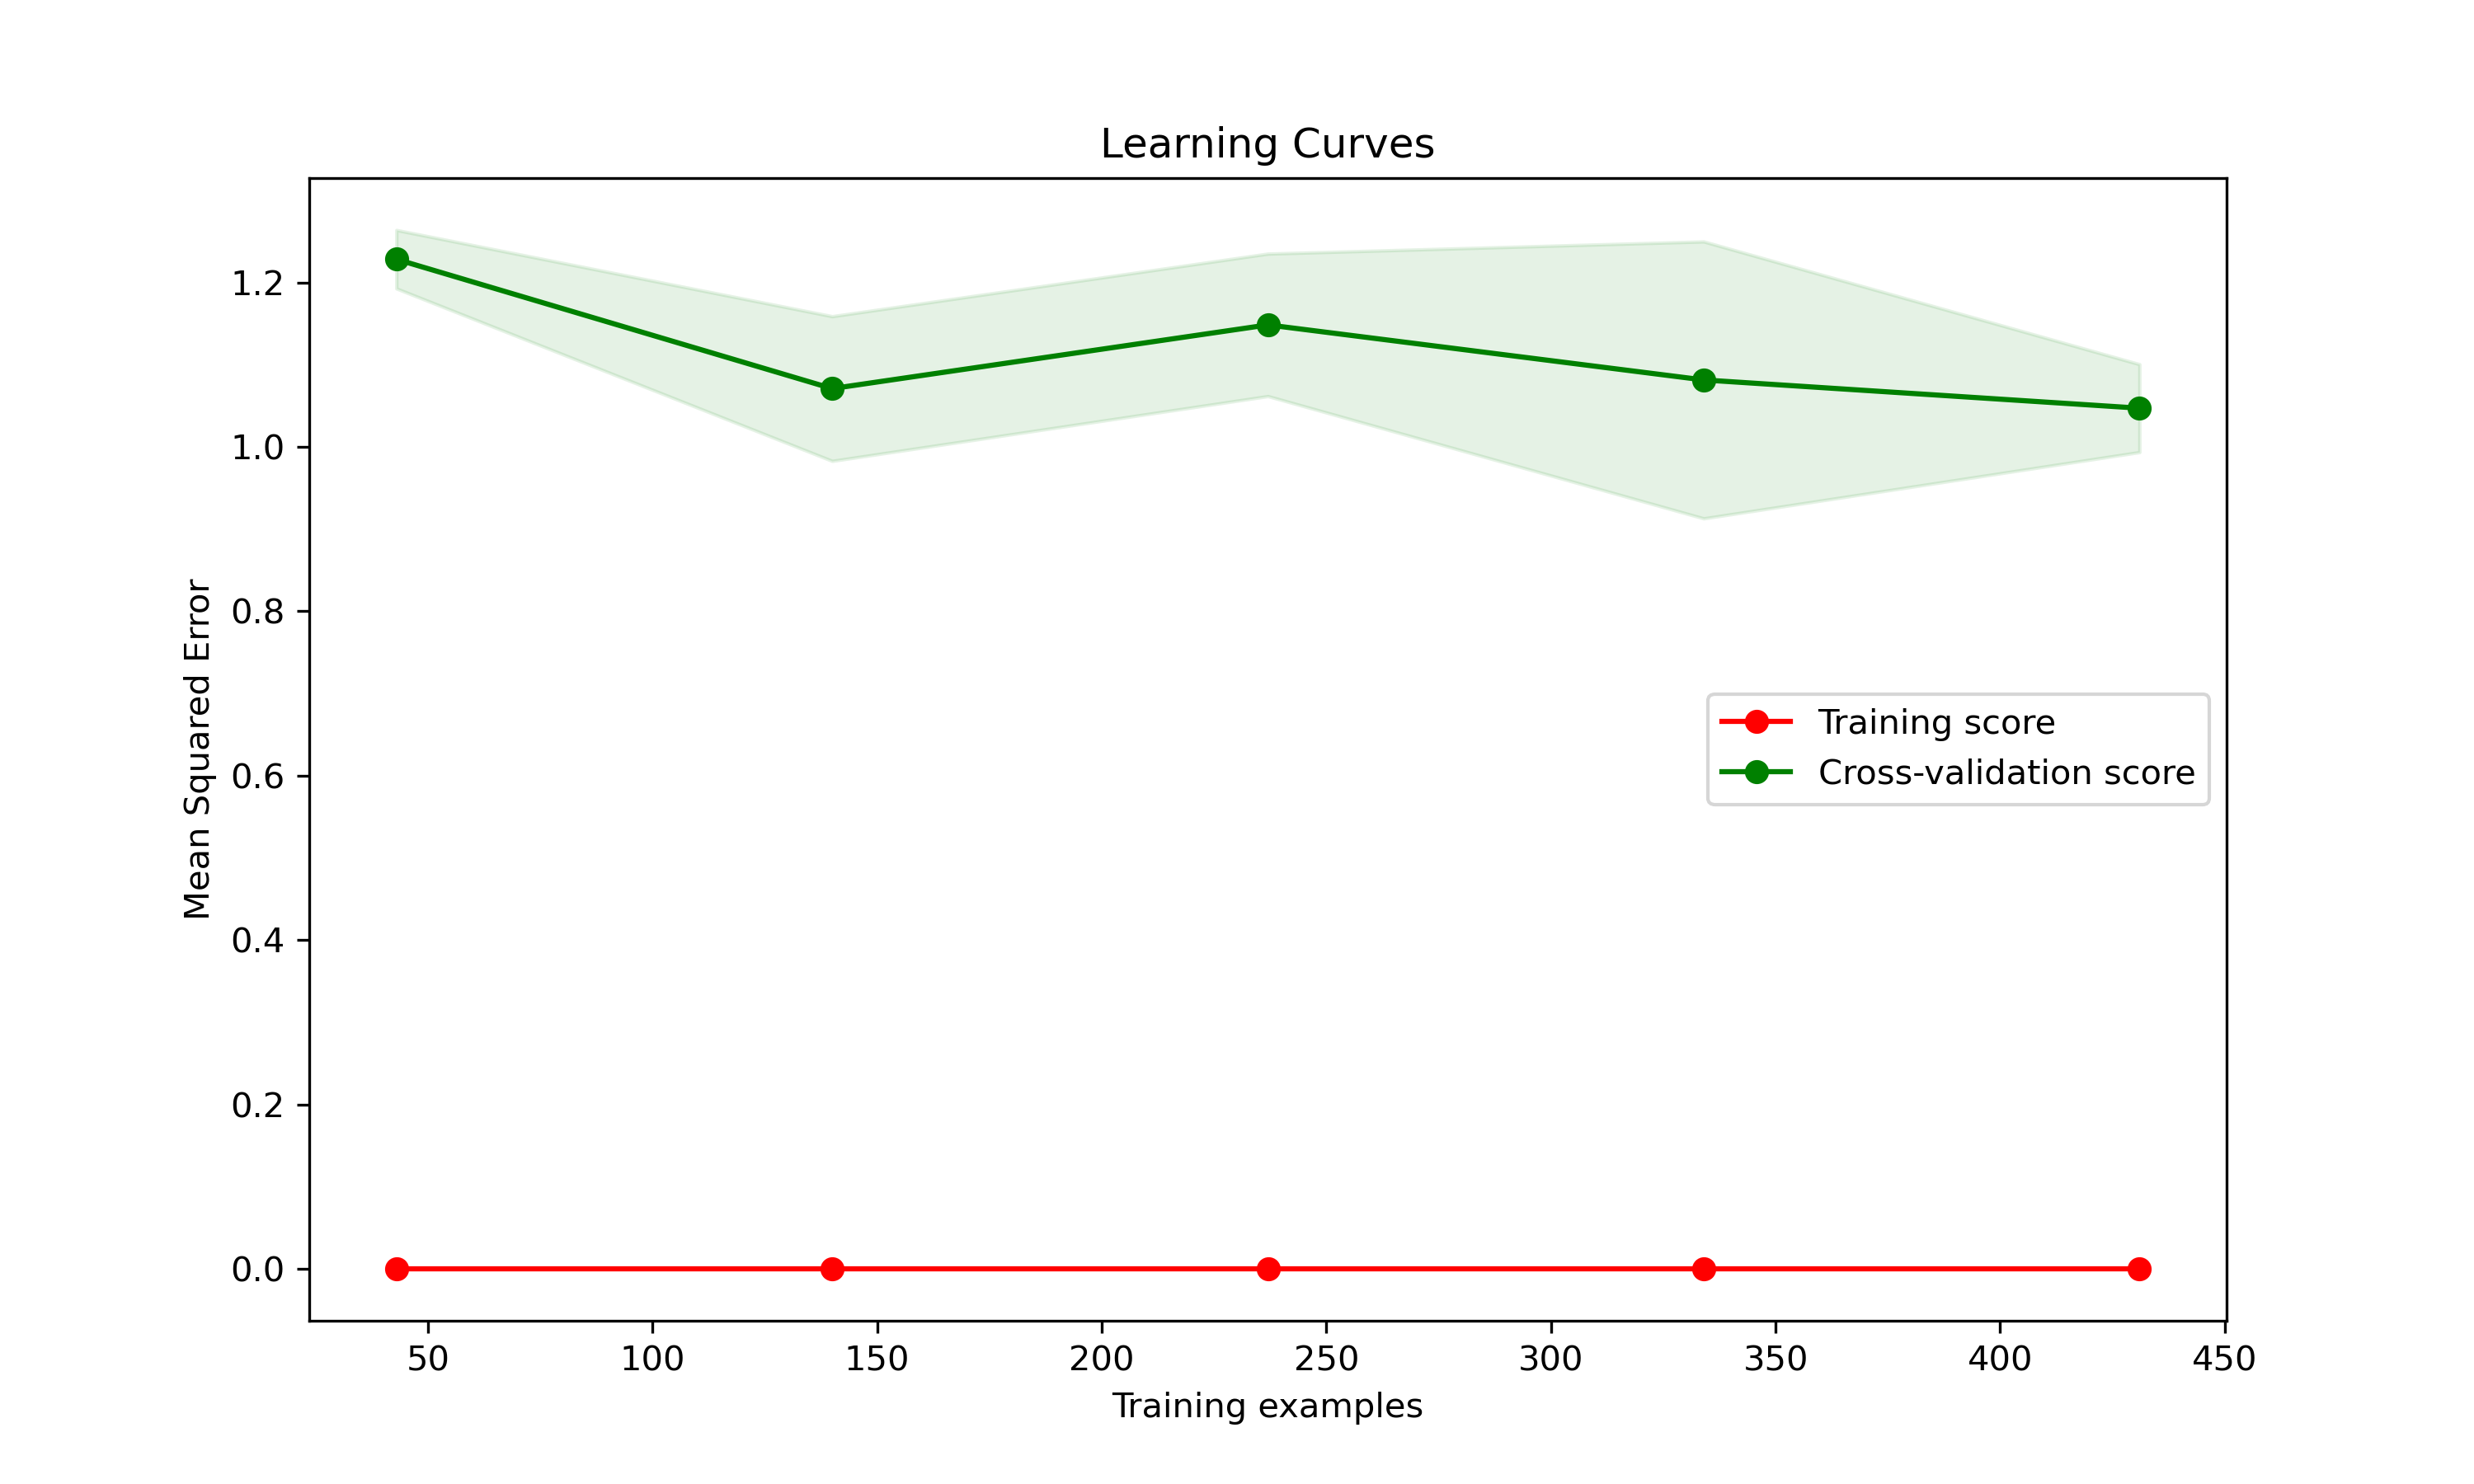 Learning Curves
Mean Squared Error
1.2
1.0
0.8
0.6
0.4
0.2
0.0
Training score
Cross-validation score
50 100 150 200 250 300 350 400 450
Training examples